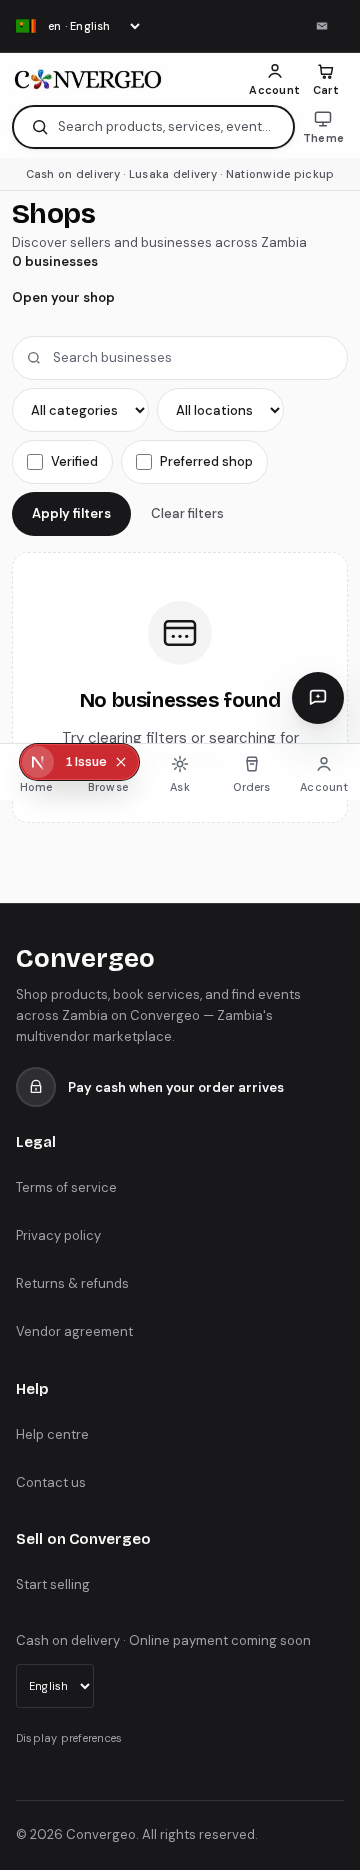 en · English
CONVERGEO
Account
Cart
Search products, services, event...
Theme
Cash on delivery · Lusaka delivery · Nationwide pickup
Shops
Discover sellers and businesses across Zambia
0 businesses
Open your shop
Search businesses
All categories
All locations
Verified
Preferred shop
Apply filters
Clear filters
No businesses found
Try clearing filters or searching for
N
1 Issue
Home
Browse
Ask
Orders
Account
Convergeo
Shop products, book services, and find events
across Zambia on Convergeo — Zambia's
multivendor marketplace.
Pay cash when your order arrives
Legal
Terms of service
Privacy policy
Returns & refunds
Vendor agreement
Help
Help centre
Contact us
Sell on Convergeo
Start selling
Cash on delivery · Online payment coming soon
English
Display preferences
© 2026 Convergeo. All rights reserved.